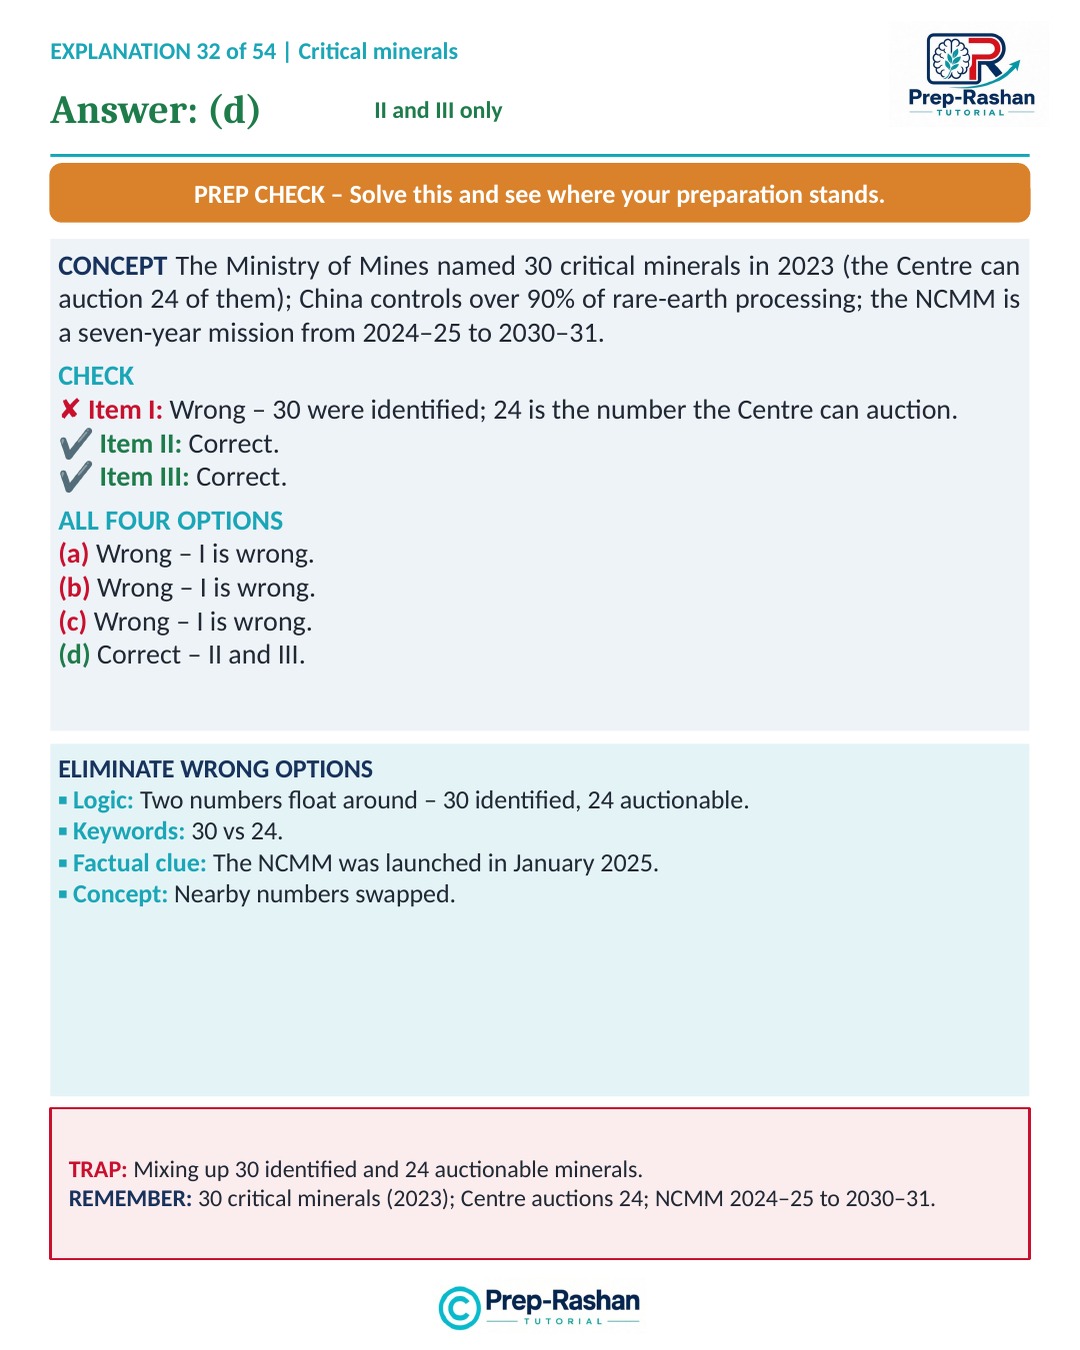 EXPLANATION 32 of 54 | Critical minerals
Prep-Rashan
TUTORIAL
Answer: (d)
II and III only
PREP CHECK – Solve this and see where your preparation stands.
CONCEPT The Ministry of Mines named 30 critical minerals in 2023 (the Centre can
auction 24 of them); China controls over 90% of rare-earth processing; the NCMM is
a seven-year mission from 2024–25 to 2030–31.
CHECK
✘ Item I: Wrong – 30 were identified; 24 is the number the Centre can auction.
✔ Item II: Correct.
✔ Item III: Correct.
ALL FOUR OPTIONS
(a) Wrong – I is wrong.
(b) Wrong – I is wrong.
(c) Wrong – I is wrong.
(d) Correct – II and III.
ELIMINATE WRONG OPTIONS
▪ Logic: Two numbers float around – 30 identified, 24 auctionable.
▪ Keywords: 30 vs 24.
▪ Factual clue: The NCMM was launched in January 2025.
▪ Concept: Nearby numbers swapped.
TRAP: Mixing up 30 identified and 24 auctionable minerals.
REMEMBER: 30 critical minerals (2023); Centre auctions 24; NCMM 2024–25 to 2030–31.
© Prep-Rashan
TUTORIAL